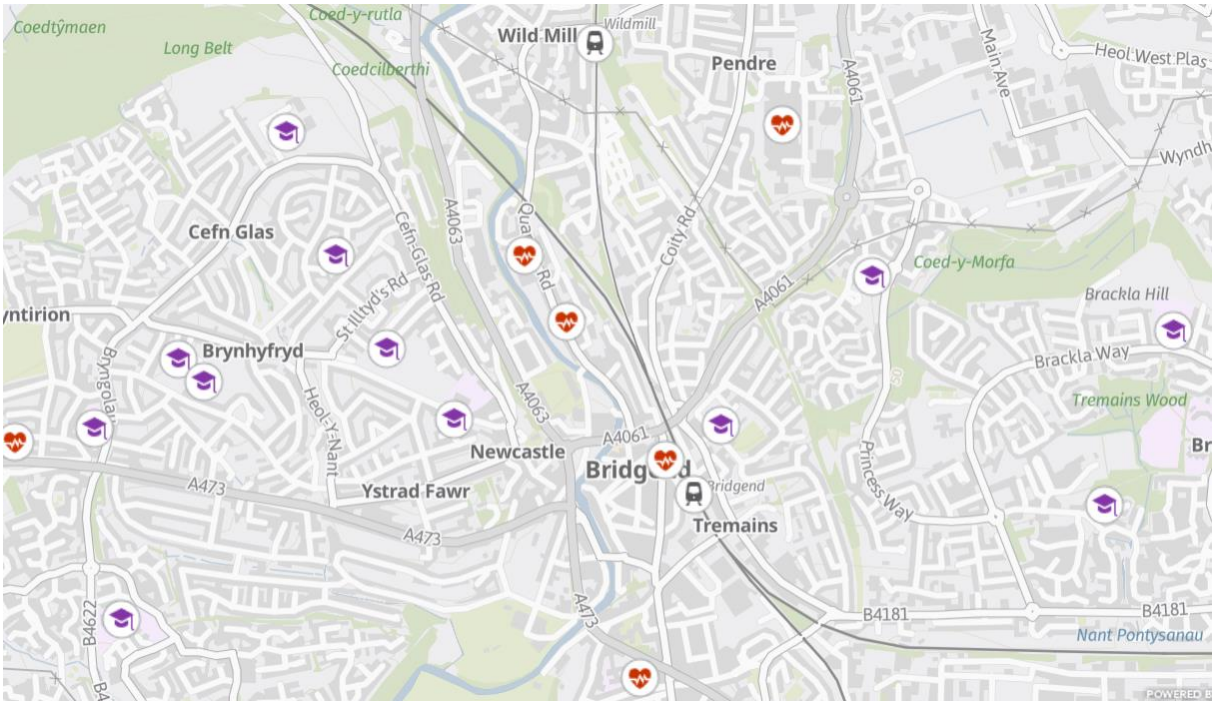 Coed-y-rutla
Coedtŷmaen
Wildmill
Wild Mill
Long Belt
Main Ave
Heol West Plas
Coedcilberthi
Pendre
A4061
Wyndh
Cefn Glas
A4063
Cefn Glas Rd
Qua
Rd
Coity Rd
Coed-y-Morfa
St Illtyd's Rd
A4061
Brackla Hill
yntirion
Brynhyfryd
Brackla Way
Bryngolau
Heol-Y-Nant
A4063
Tremains Wood
Newcastle
A4061
Br
Bridgend
Bridgend
Princess Way
A473
Ystrad Fawr
Tremains
A473
A473
B4622
B4181
B4181
Nant Pontysanau
B4
POWERED B